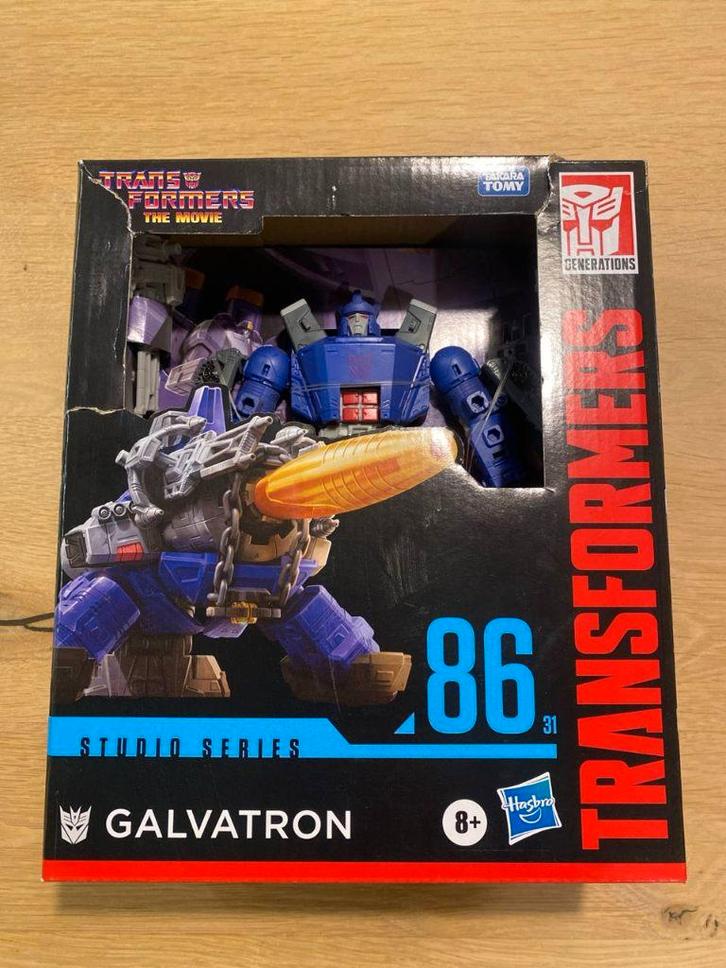 TRANS
FORMERS
THE MOVIE
TAKARA
TOMY
GENERATIONS
TRANSFORMERS
86
31
STUDIO SERIES
GALVATRON
8+
Hasbro